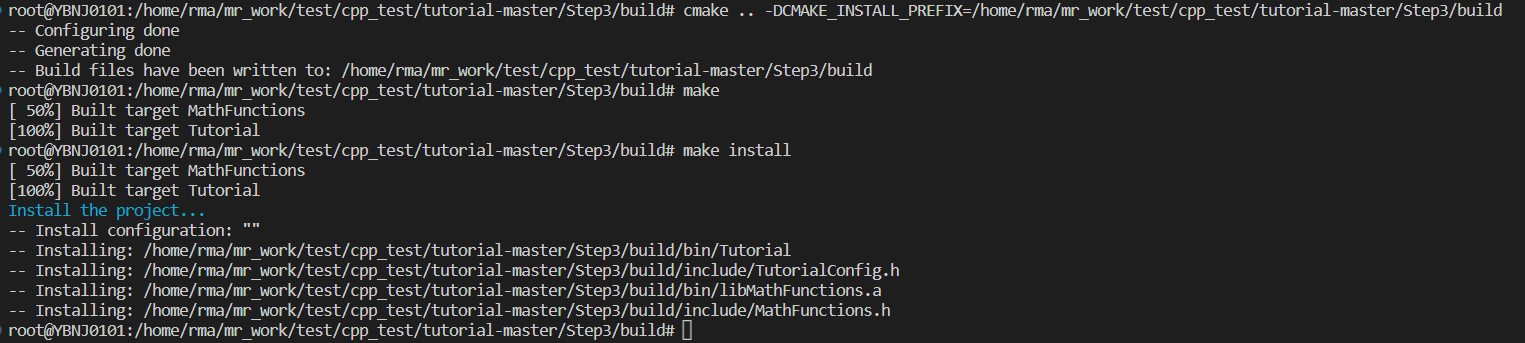 root@YBNJ0101:/home/rma/mr_work/test/cpp_test/tutorial-master/Step3/build# cmake .. -DCMAKE_INSTALL_PREFIX=/home/rma/mr_work/test/cpp_test/tutorial-master/Step3/build
-- Configuring done
-- Generating done
-- Build files have been written to: /home/rma/mr_work/test/cpp_test/tutorial-master/Step3/build
root@YBNJ0101:/home/rma/mr_work/test/cpp_test/tutorial-master/Step3/build# make
[ 50%] Built target MathFunctions
[100%] Built target Tutorial
root@YBNJ0101:/home/rma/mr_work/test/cpp_test/tutorial-master/Step3/build# make install
[ 50%] Built target MathFunctions
[100%] Built target Tutorial
Install the project...
-- Install configuration: ""
-- Installing: /home/rma/mr_work/test/cpp_test/tutorial-master/Step3/build/bin/Tutorial
-- Installing: /home/rma/mr_work/test/cpp_test/tutorial-master/Step3/build/include/TutorialConfig.h
-- Installing: /home/rma/mr_work/test/cpp_test/tutorial-master/Step3/build/bin/libMathFunctions.a
-- Installing: /home/rma/mr_work/test/cpp_test/tutorial-master/Step3/build/include/MathFunctions.h
root@YBNJ0101:/home/rma/mr_work/test/cpp_test/tutorial-master/Step3/build#